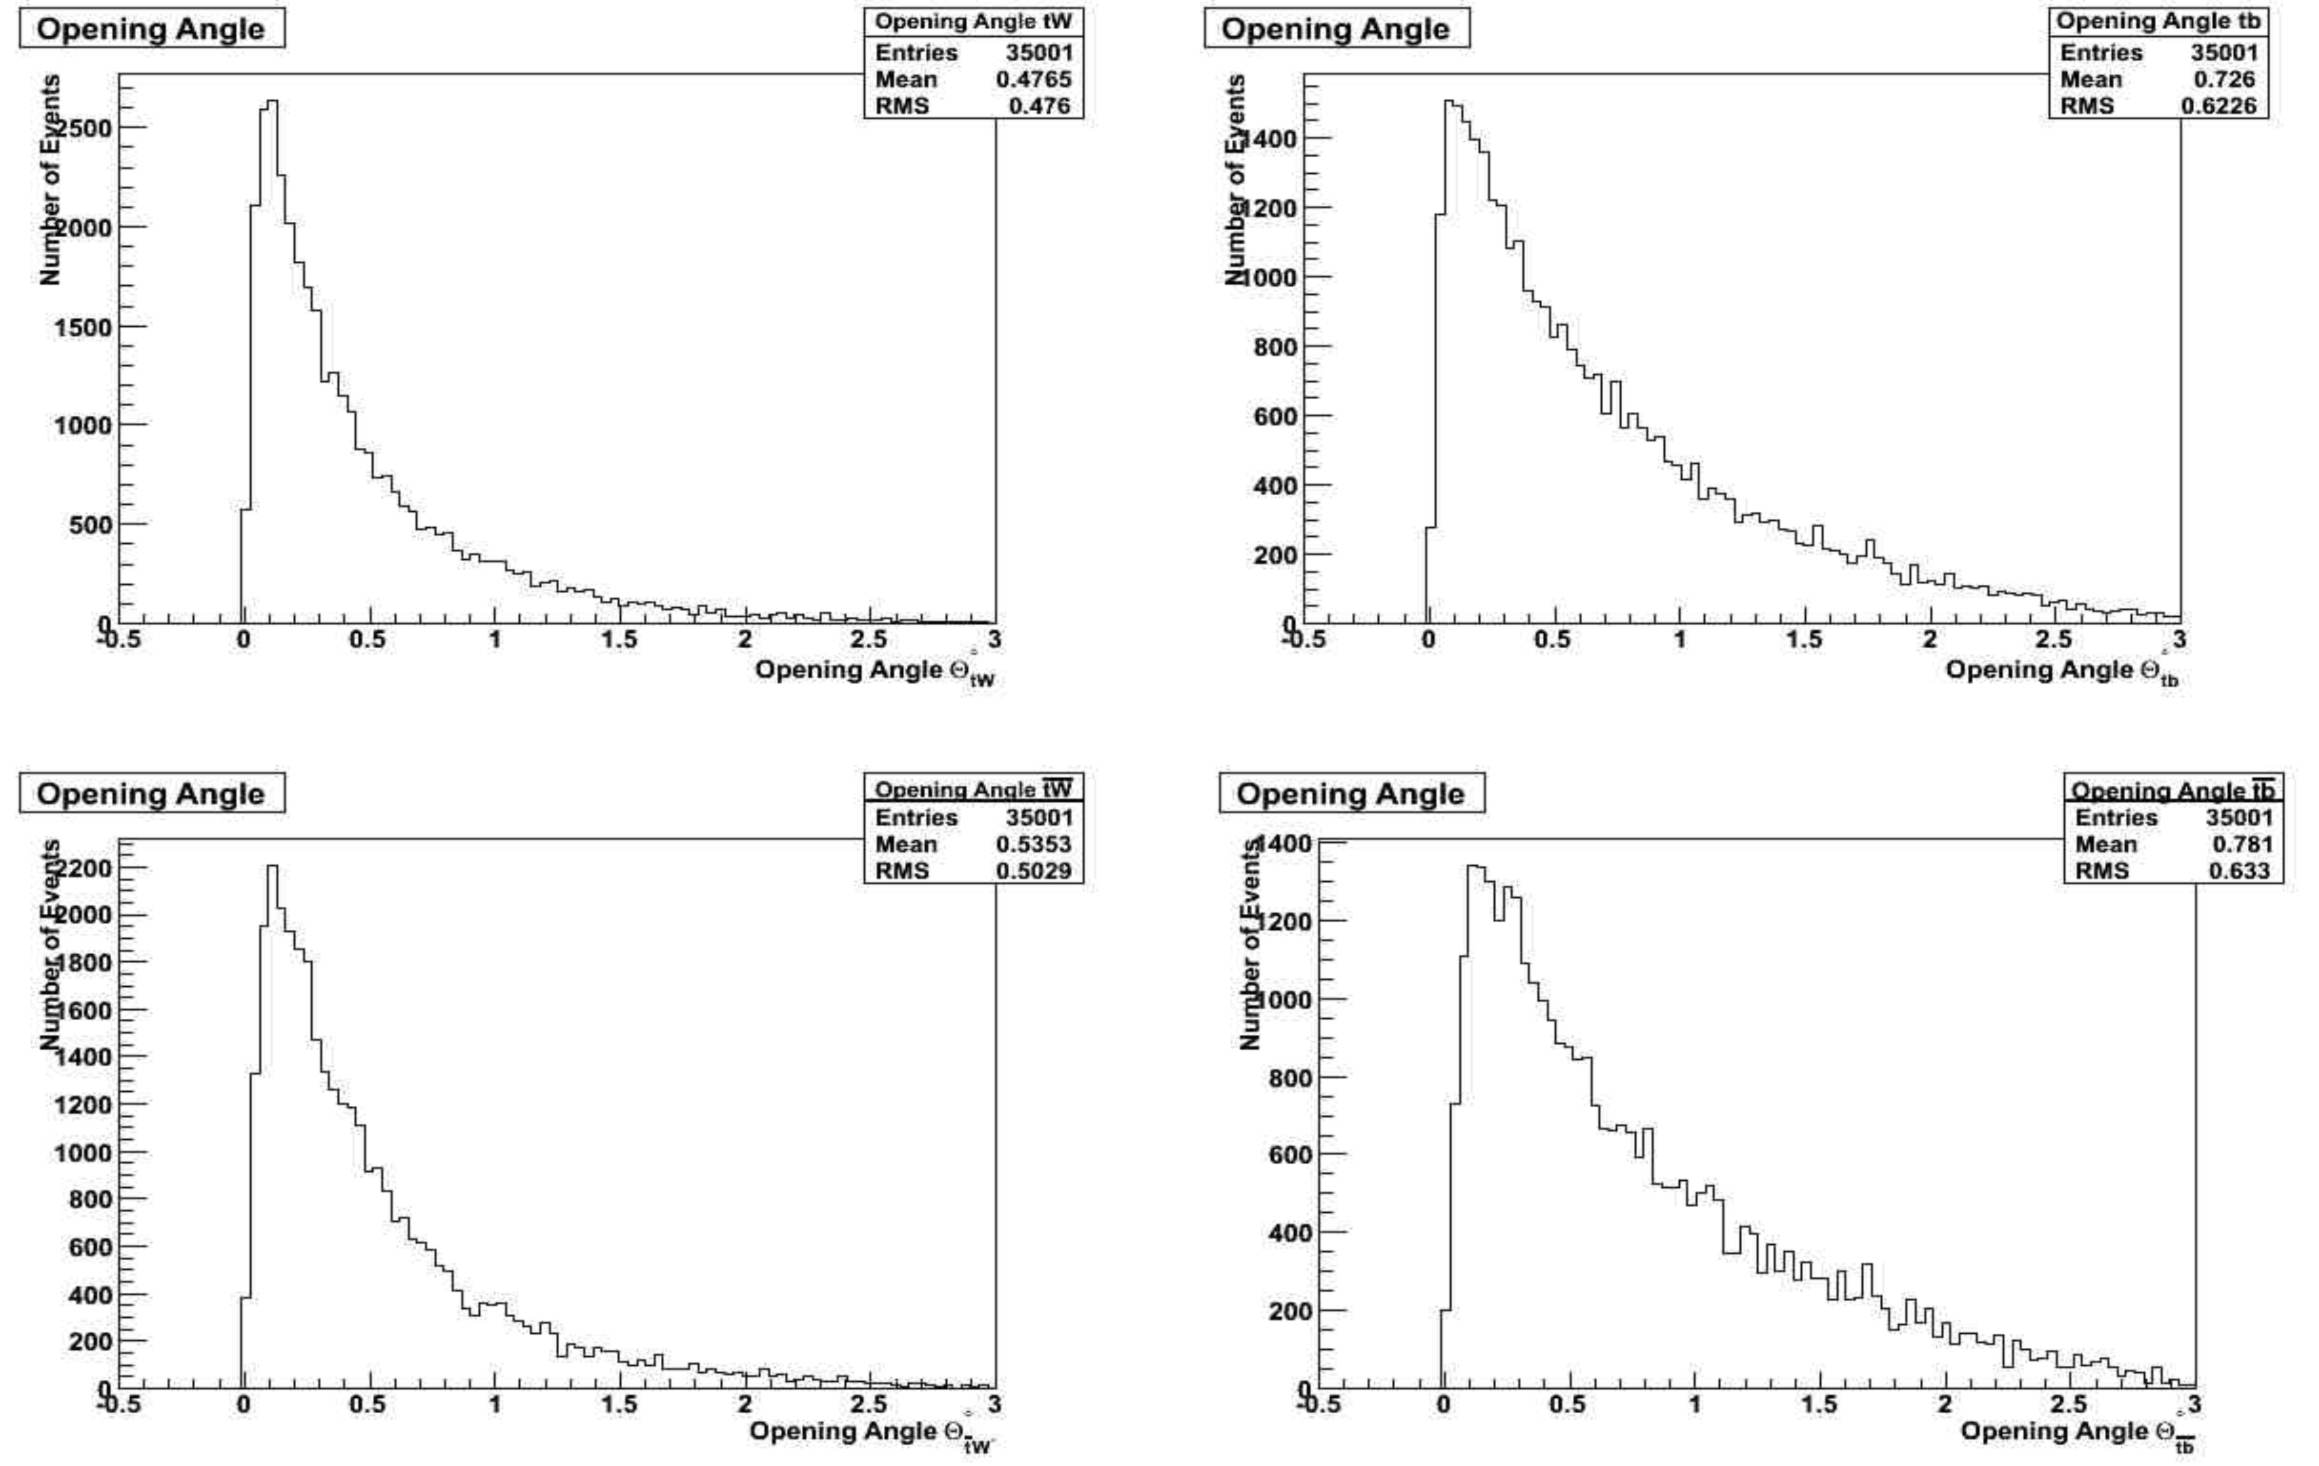 Opening Angle
Opening Angle tW
Entries 35001
Mean 0.4765
RMS 0.476
Number of Events
2500
2000
1500
1000
500
0
-0.5 0 0.5 1 1.5 2 2.5 3
Opening Angle Θ°tW
Opening Angle
Opening Angle tb
Entries 35001
Mean 0.726
RMS 0.6226
Number of Events
1400
1200
1000
800
600
400
200
0
-0.5 0 0.5 1 1.5 2 2.5 3
Opening Angle Θ°tb
Opening Angle
Opening Angle t̅W̅
Entries 35001
Mean 0.5353
RMS 0.5029
Number of Events
2200
2000
1800
1600
1400
1200
1000
800
600
400
200
0
-0.5 0 0.5 1 1.5 2 2.5 3
Opening Angle Θ°t̅W
Opening Angle
Opening Angle t̅b̅
Entries 35001
Mean 0.781
RMS 0.633
Number of Events
1400
1200
1000
800
600
400
200
0
-0.5 0 0.5 1 1.5 2 2.5 3
Opening Angle Θ°t̅b̅